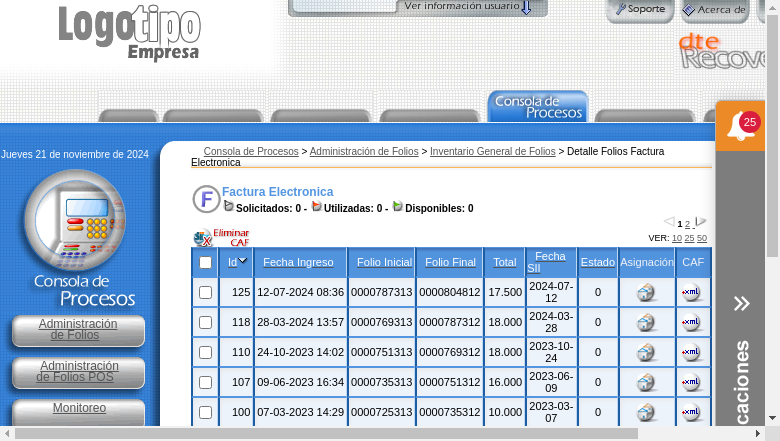 Logotipo
Empresa
Ver información usuario
Soporte
Acerca de
dte
Recove
Consola de
Procesos
25
Jueves 21 de noviembre de 2024
Consola de Procesos > Administración de Folios > Inventario General de Folios > Detalle Folios Factura
Electronica
Factura Electronica
Solicitados: 0 - Utilizadas: 0 - Disponibles: 0
Eliminar
CAF
1 2
VER: 10 25 50
Id Fecha Ingreso Folio Inicial Folio Final Total Fecha SII Estado Asignación CAF
125 12-07-2024 08:36 0000787313 0000804812 17.500 2024-07-12 0 xml
118 28-03-2024 13:57 0000769313 0000787312 18.000 2024-03-28 0 xml
110 24-10-2023 14:02 0000751313 0000769312 18.000 2023-10-24 0 xml
107 09-06-2023 16:34 0000735313 0000751312 16.000 2023-06-09 0 xml
100 07-03-2023 14:29 0000725313 0000735312 10.000 2023-03-07 0 xml
Consola de
Procesos
Administración
de Folios
Administración
de Folios POS
Monitoreo
caciones